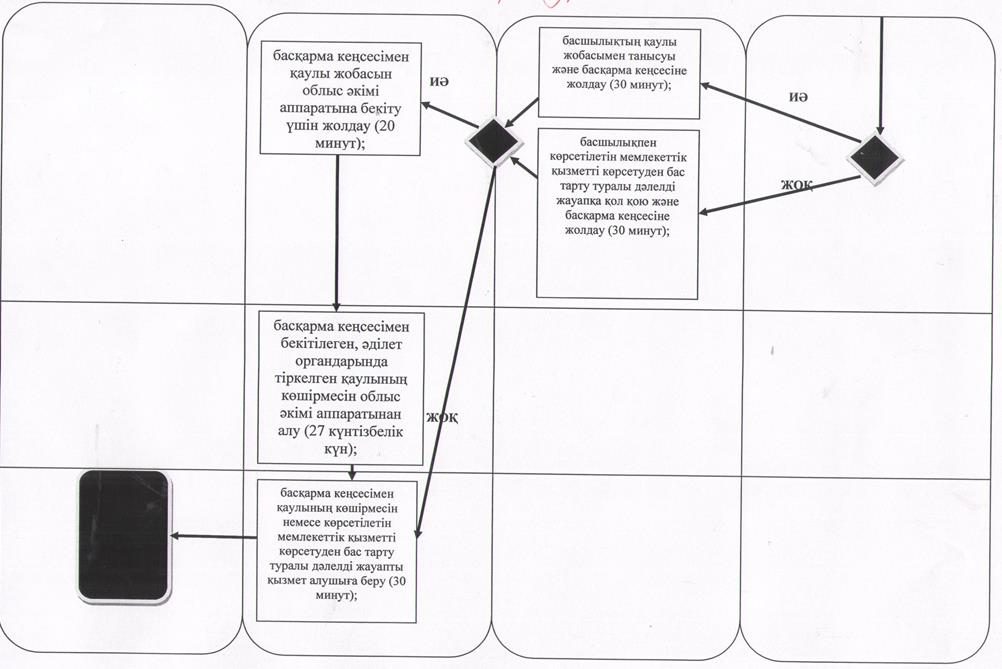 басқарма кеңсесімен
қаулы жобасын
облыс әкімі
аппаратына бекіту
үшін жолдау (20
минут);
иә
басшылықтың қаулы
жобасымен танысуы
және басқарма кеңсесіне
жолдау (30 минут);
иә
басшылықпен
көрсетілетін мемлекеттік
қызметті көрсетуден бас
тарту туралы дәлелді
жауапка қол қою және
басқарма кеңсесіне
жолдау (30 минут);
жоқ
басқарма кеңсесімен
бекітілеген, әділет
органдарында
тіркелген қаулының
көшірмесін облыс
әкімі аппаратынан
алу (27 күнтізбелік
күн);
жоқ
басқарма кеңсесімен
қаулының көшірмесін
немесе көрсетілетін
мемлекеттік қызметті
көрсетуден бас тарту
туралы дәлелді жауапты
қызмет алушыға беру (30
минут);